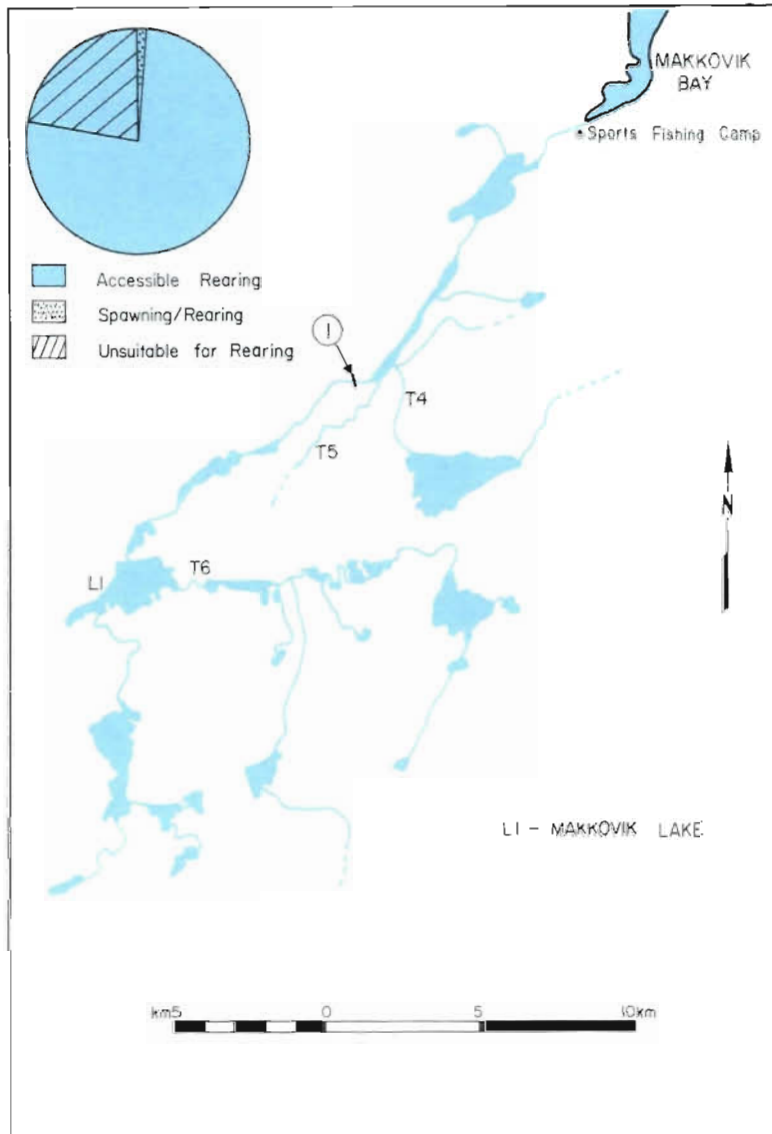 MAKKOVIK
BAY
Sports Fishing Camp
Accessible Rearing
Spawning/Rearing
Unsuitable for Rearing
1
T4
T5
N
L1
T6
L1 - MAKKOVIK LAKE
km5 0 5 10km